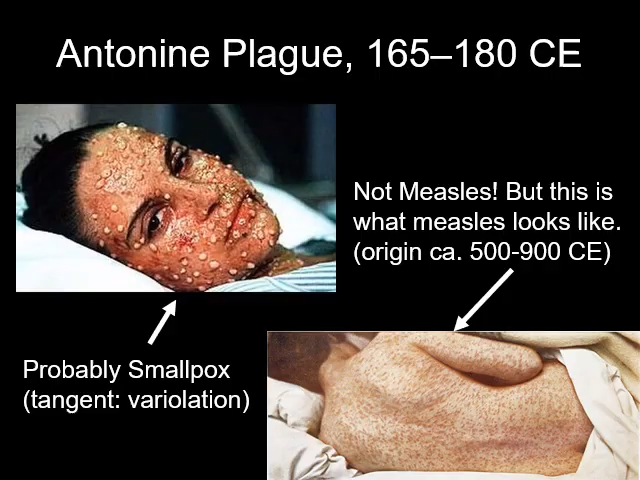 Antonine Plague, 165–180 CE
Not Measles! But this is
what measles looks like.
(origin ca. 500-900 CE)
Probably Smallpox
(tangent: variolation)